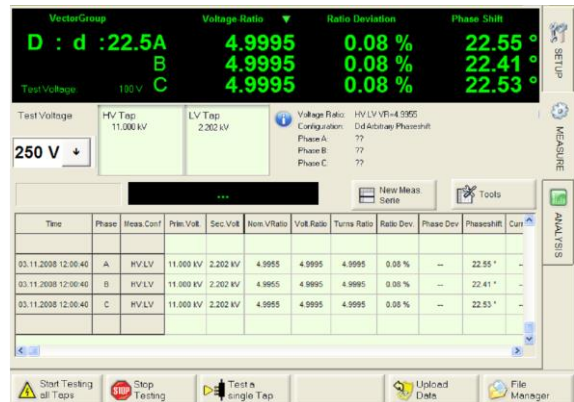 VectorGroup Voltage Ratio ▼ Ratio Deviation Phase Shift
D : d :22.5A 4.9995 0.08 % 22.55 °
B 4.9995 0.08 % 22.41 °
Test Voltage: 100 V C 4.9995 0.08 % 22.53 °
SETUP
MEASURE
ANALYSIS
Test Voltage
250 V
HV Tap
11.000 kV
LV Tap
2.202 kV
Voltage Ratio: HV:LV VR=4.9955
Configuration: Dd Arbitrary Phaseshift
Phase A: ??
Phase B: ??
Phase C: ??
...
New Meas. Serie
Tools
Time Phase Meas.Conf Prim.Volt. Sec.Volt Nom.VRatio Volt.Ratio Turns Ratio Ratio Dev. Phase Dev Phaseshift Curr
03.11.2008 12:00:40 A HV:LV 11.000 kV 2.202 kV 4.9955 4.9995 4.9995 0.08 % -- 22.55 °
03.11.2008 12:00:40 B HV:LV 11.000 kV 2.202 kV 4.9955 4.9995 4.9995 0.08 % -- 22.41 °
03.11.2008 12:00:40 C HV:LV 11.000 kV 2.202 kV 4.9955 4.9995 4.9995 0.08 % -- 22.53 °
Start Testing all Taps
STOP
Stop Testing
Test a single Tap
Upload Data
File Manager